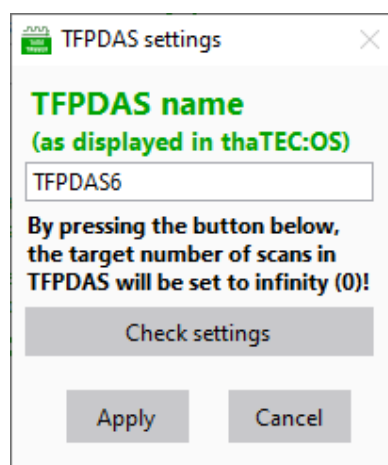 TFPDAS settings
TFPDAS name
(as displayed in thaTEC:OS)
TFPDAS6
By pressing the button below,
the target number of scans in
TFPDAS will be set to infinity (0)!
Check settings
Apply
Cancel